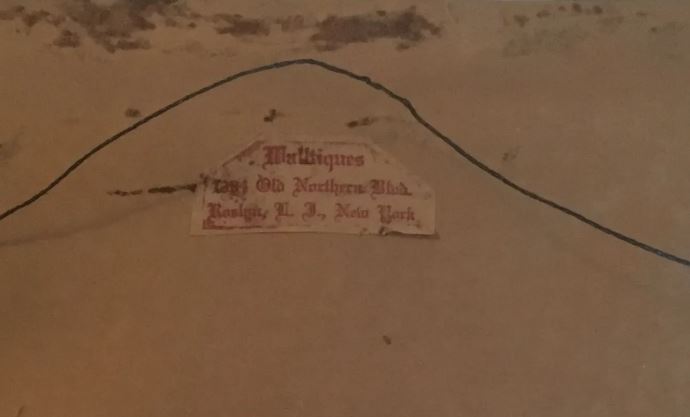 Walltiques
Old Northern Blvd.
Roslyn, L. I., New York